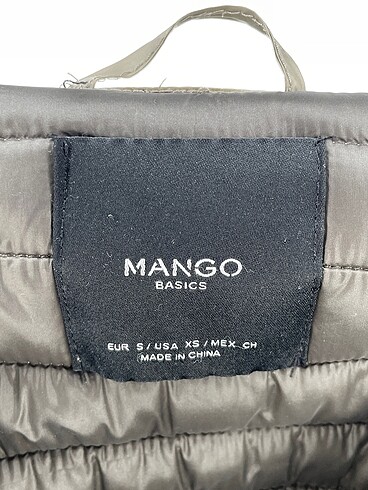 MANGO
BASICS
EUR S / USA XS / MEX CH
MADE IN CHINA